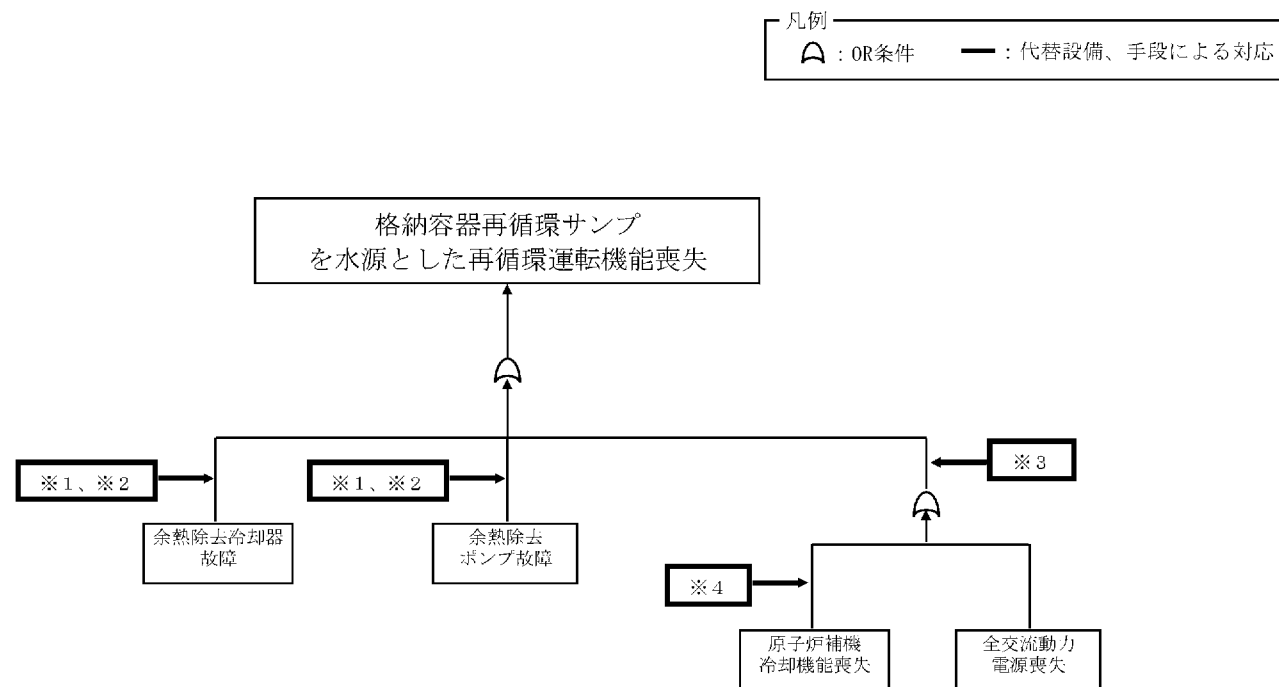 凡例
：OR条件
：代替設備、手段による対応
格納容器再循環サンプ
を水源とした再循環運転機能喪失
※１、※２
※１、※２
※３
余熱除去冷却器
故障
余熱除去
ポンプ故障
※４
原子炉補機
冷却機能喪失
全交流動力
電源喪失